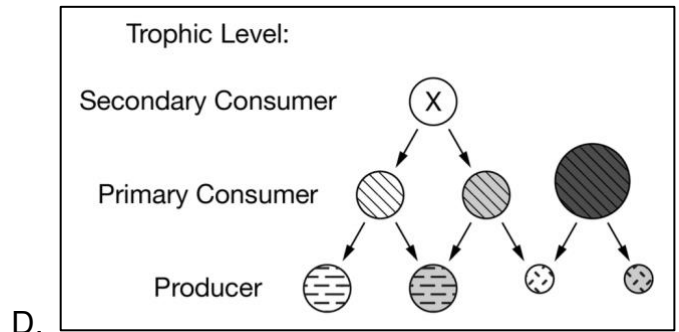 Trophic Level:
Secondary Consumer X
Primary Consumer
Producer
D.